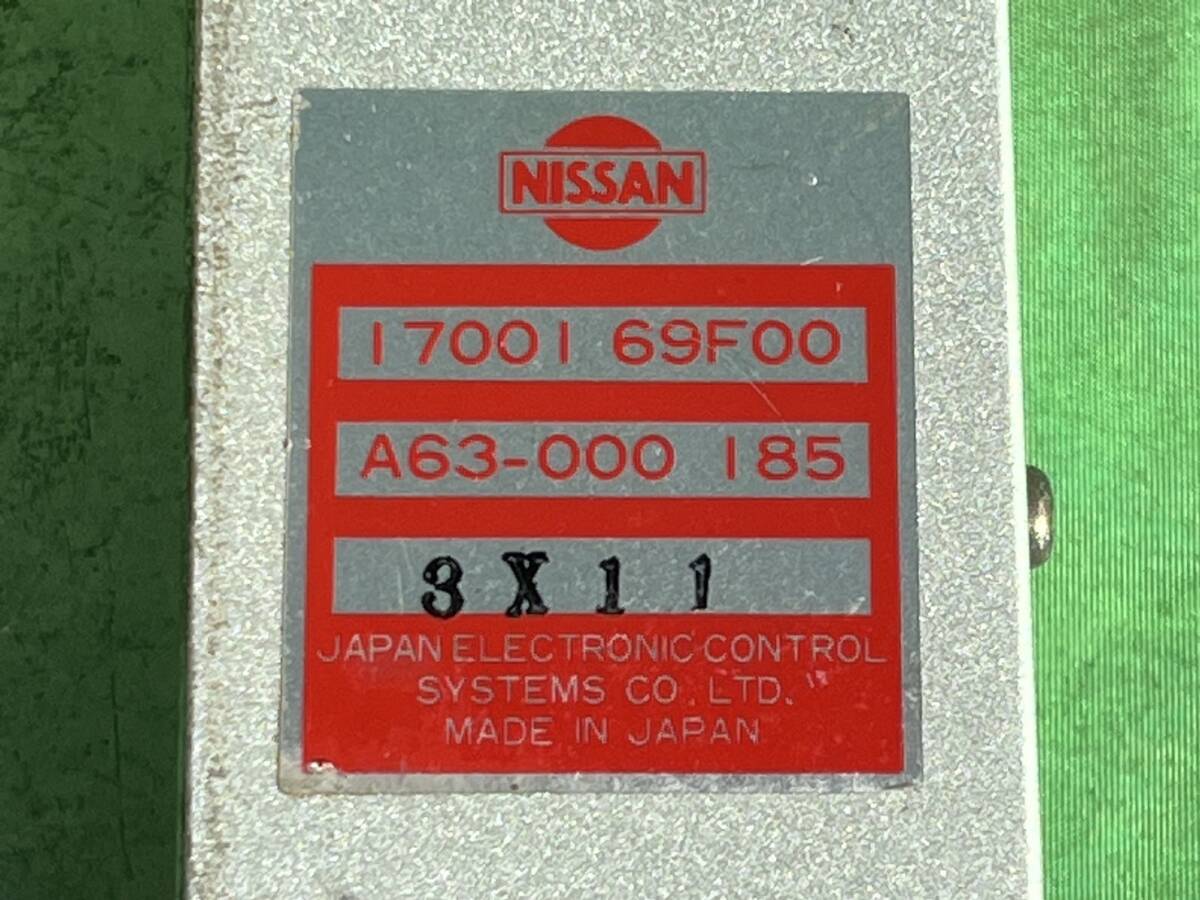 NISSAN
17001 69F00
A63-000 185
3X11
JAPAN ELECTRONIC CONTROL
SYSTEMS CO. LTD.
MADE IN JAPAN